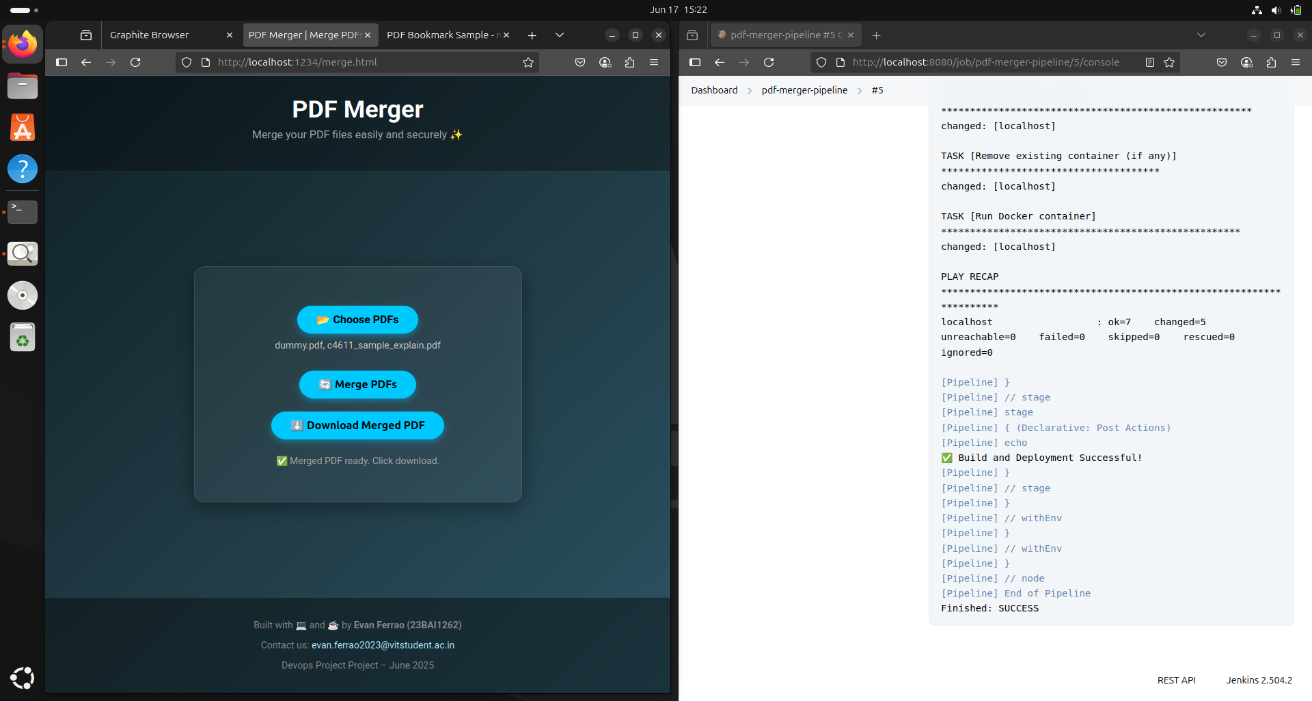 Jun 17 15:22
Graphite Browser
PDF Merger | Merge PDFs
PDF Bookmark Sample - n
http://localhost:1234/merge.html
PDF Merger
Merge your PDF files easily and securely ✨
📂 Choose PDFs
dummy.pdf, c4611_sample_explain.pdf
🔄 Merge PDFs
⬇️ Download Merged PDF
✅ Merged PDF ready. Click download.
Built with 💻 and ☕ by Evan Ferrao (23BAI1262)
Contact us: evan.ferrao2023@vitstudent.ac.in
Devops Project Project – June 2025
pdf-merger-pipeline #5 C
http://localhost:8080/job/pdf-merger-pipeline/5/console
Dashboard > pdf-merger-pipeline > #5
******************************************************
changed: [localhost]
TASK [Remove existing container (if any)]
**************************************
changed: [localhost]
TASK [Run Docker container]
****************************************************
changed: [localhost]
PLAY RECAP
***********************************************************
**********
localhost : ok=7 changed=5
unreachable=0 failed=0 skipped=0 rescued=0
ignored=0
[Pipeline] }
[Pipeline] // stage
[Pipeline] stage
[Pipeline] { (Declarative: Post Actions)
[Pipeline] echo
✅ Build and Deployment Successful!
[Pipeline] }
[Pipeline] // stage
[Pipeline] }
[Pipeline] // withEnv
[Pipeline] }
[Pipeline] // withEnv
[Pipeline] }
[Pipeline] // node
[Pipeline] End of Pipeline
Finished: SUCCESS
REST API
Jenkins 2.504.2